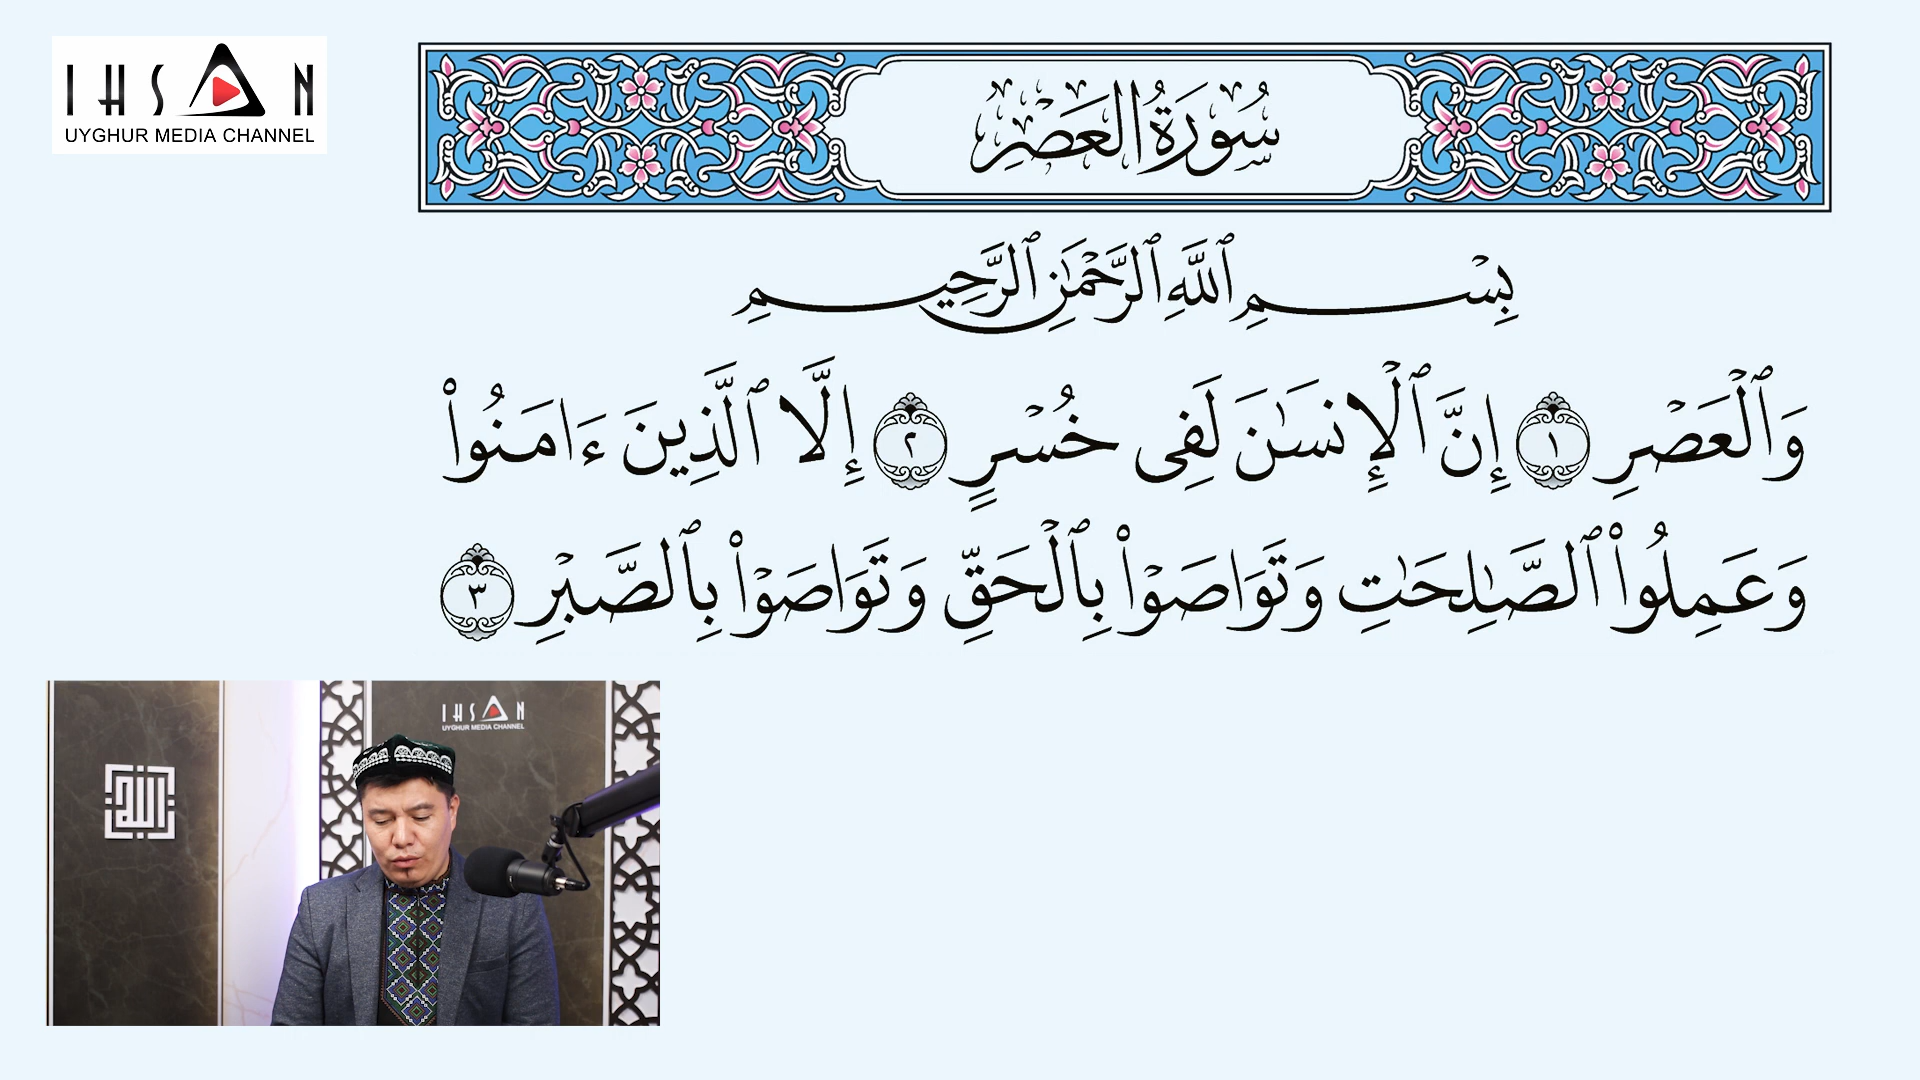 IHSAN
UYGHUR MEDIA CHANNEL
سُورَةُ العَصْرِ
بِسْمِ ٱللَّهِ ٱلرَّحْمَٰنِ ٱلرَّحِيمِ
وَٱلْعَصْرِ ١ إِنَّ ٱلْإِنسَٰنَ لَفِى خُسْرٍ ٢ إِلَّا ٱلَّذِينَ ءَامَنُوا۟
وَعَمِلُوا۟ ٱلصَّٰلِحَٰتِ وَتَوَاصَوْا۟ بِٱلْحَقِّ وَتَوَاصَوْا۟ بِٱلصَّبْرِ ٣
IHSAN
UYGHUR MEDIA CHANNEL
الله